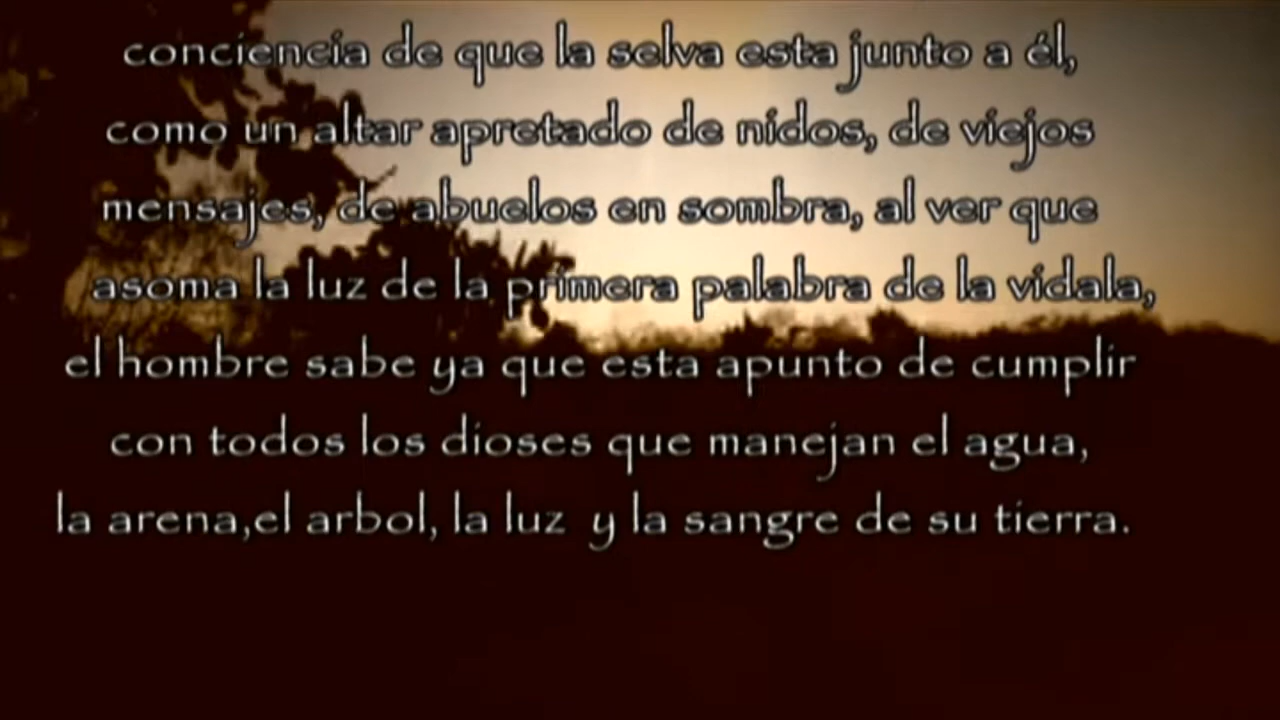 conciencia de que la selva esta junto a él,
como un altar apretado de nidos, de viejos
mensajes, de abuelos en sombra, al ver que
asoma la luz de la primera palabra de la vidala,
el hombre sabe ya que esta apunto de cumplir
con todos los dioses que manejan el agua,
la arena,el arbol, la luz y la sangre de su tierra.